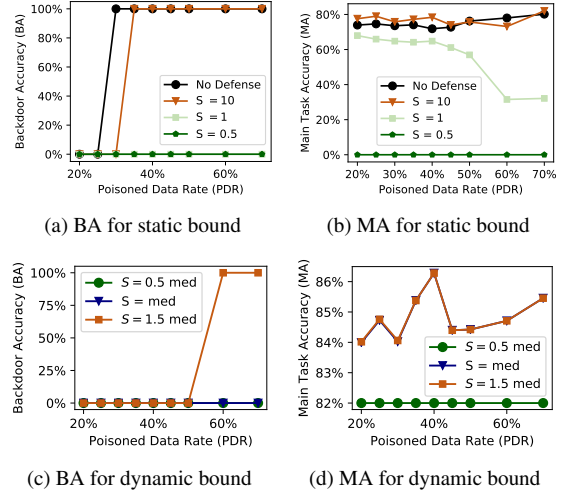 Backdoor Accuracy (BA)
100%
80%
60%
40%
20%
0%
No Defense
S = 10
S = 1
S = 0.5
20%
40%
60%
Poisoned Data Rate (PDR)
(a) BA for static bound
Main Task Accuracy (MA)
80%
60%
40%
20%
0%
No Defense
S = 10
S = 1
S = 0.5
20%
30%
40%
50%
60%
70%
Poisoned Data Rate (PDR)
(b) MA for static bound
Backdoor Accuracy (BA)
100%
75%
50%
25%
0%
S = 0.5 med
S = med
S = 1.5 med
20%
40%
60%
Poisoned Data Rate (PDR)
(c) BA for dynamic bound
Main Task Accuracy (MA)
86%
85%
84%
83%
82%
S = 0.5 med
S = med
S = 1.5 med
20%
40%
60%
Poisoned Data Rate (PDR)
(d) MA for dynamic bound